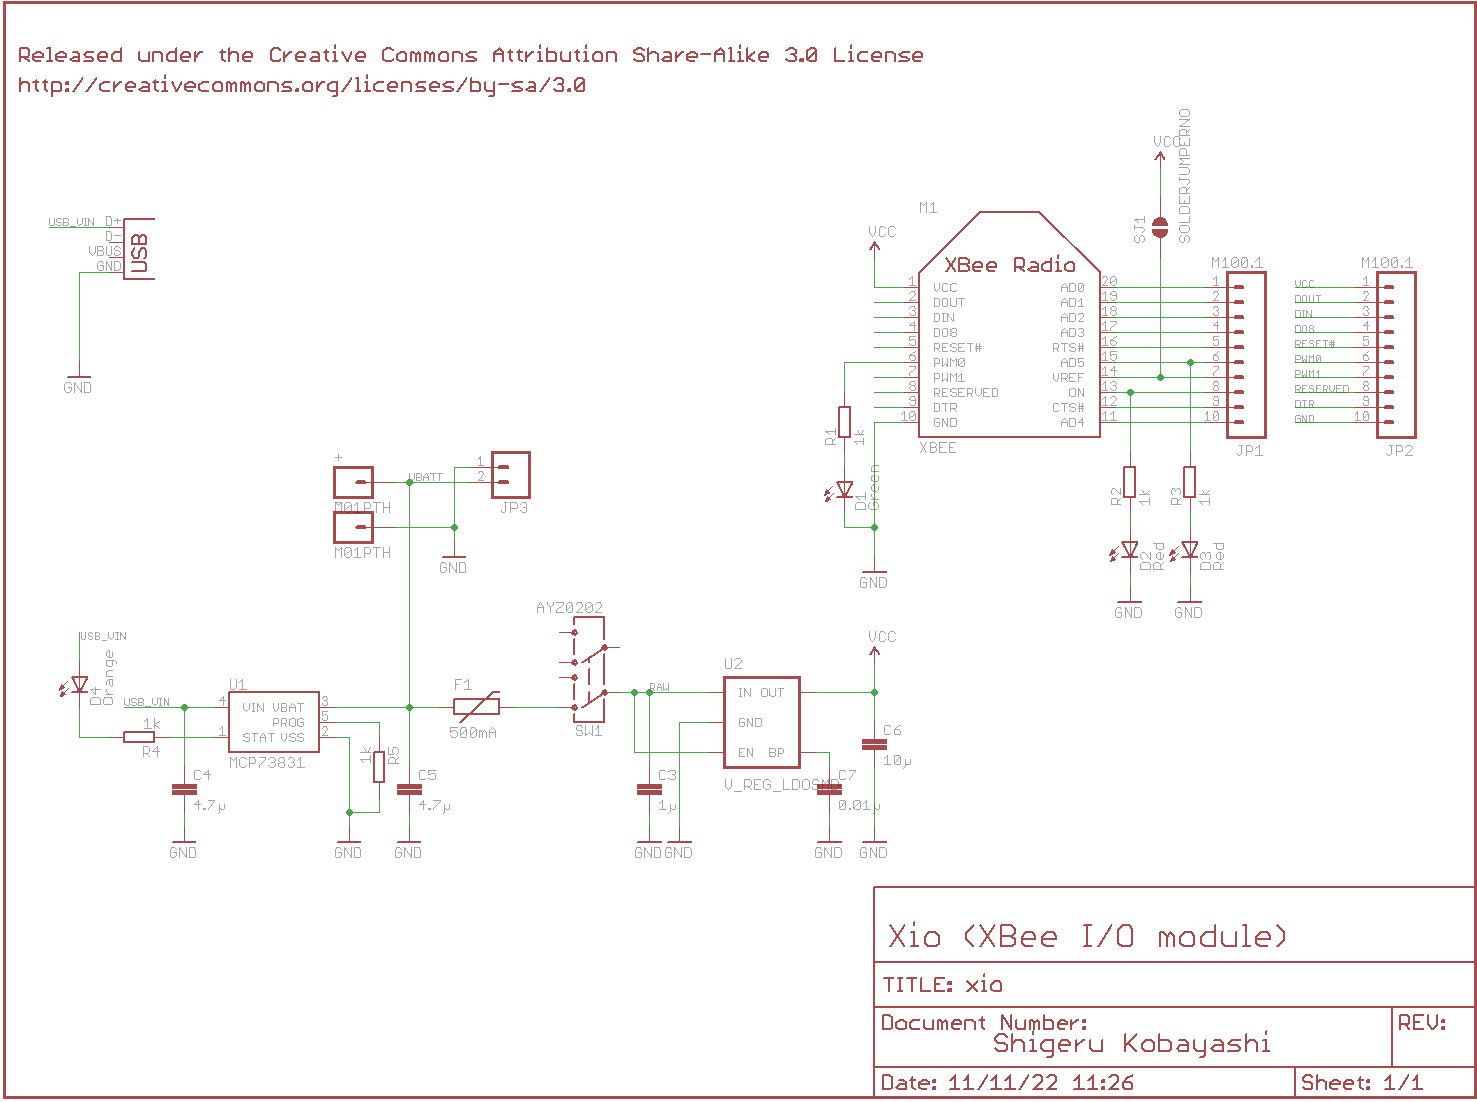 Released under the Creative Commons Attribution Share-Alike 3.0 License
http://creativecommons.org/licenses/by-sa/3.0
USB_VIN
D+
D-
VBUS
GND
USB
GND
VCC
SOLDERJUMPERNO
SJ1
M1
VCC
XBee Radio
1 VCC AD0 20
2 DOUT AD1 19
3 DIN AD2 18
4 DO8 AD3 17
5 RESET# RTS# 16
6 PWM0 AD5 15
7 PWM1 VREF 14
8 RESERVED ON 13
9 DTR CTS# 12
10 GND AD4 11
XBEE
M100.1
1
2
3
4
5
6
7
8
9
10
JP1
M100.1
VCC 1
DOUT 2
DIN 3
DO8 4
RESET# 5
PWM0 6
PWM1 7
RESERVED 8
DTR 9
GND 10
JP2
R1
1k
D1
Green
GND
R2
1k
D2
Red
GND
R3
1k
D3
Red
GND
+
M01PTH
M01PTH
VBATT
1
2
JP3
GND
USB_VIN
D4
Orange
USB_VIN
1k
R4
U1
4 VIN VBAT 3
PROG 5
1 STAT VSS 2
MCP73831
C4
4.7µ
GND
1k
R5
GND
C5
4.7µ
GND
F1
500mA
AYZ0202
SW1
RAW
U2
IN OUT
GND
EN BP
V_REG_LDOSMD
C3
1µ
GND
GND
C7
0.01µ
GND
VCC
C6
10µ
GND
Xio (XBee I/O module)
TITLE: xio
Document Number:
Shigeru Kobayashi
REV:
Date: 11/11/22 11:26
Sheet: 1/1